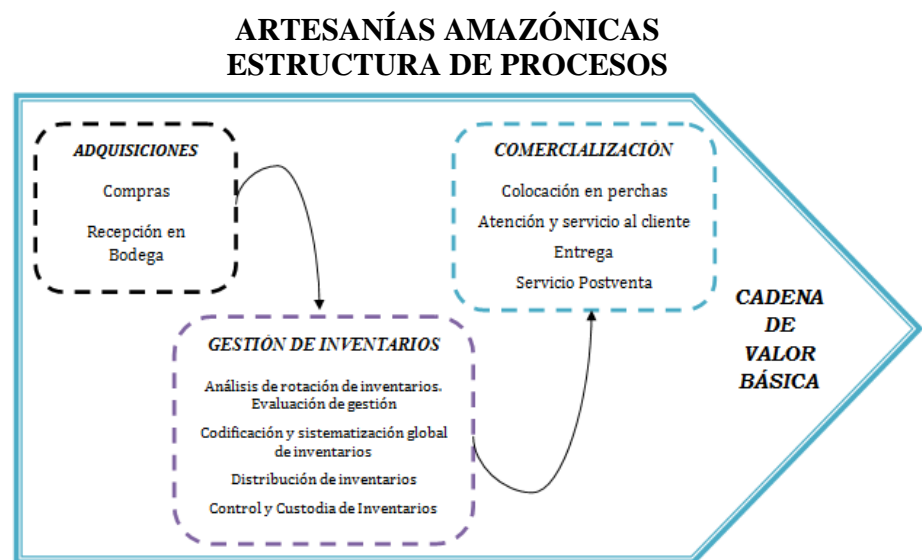 ARTESANÍAS AMAZÓNICAS
ESTRUCTURA DE PROCESOS
ADQUISICIONES
Compras
Recepción en
Bodega
GESTIÓN DE INVENTARIOS
Análisis de rotación de inventarios.
Evaluación de gestión
Codificación y sistematización global
de inventarios
Distribución de inventarios
Control y Custodia de Inventarios
COMERCIALIZACIÓN
Colocación en perchas
Atención y servicio al cliente
Entrega
Servicio Postventa
CADENA
DE
VALOR
BÁSICA